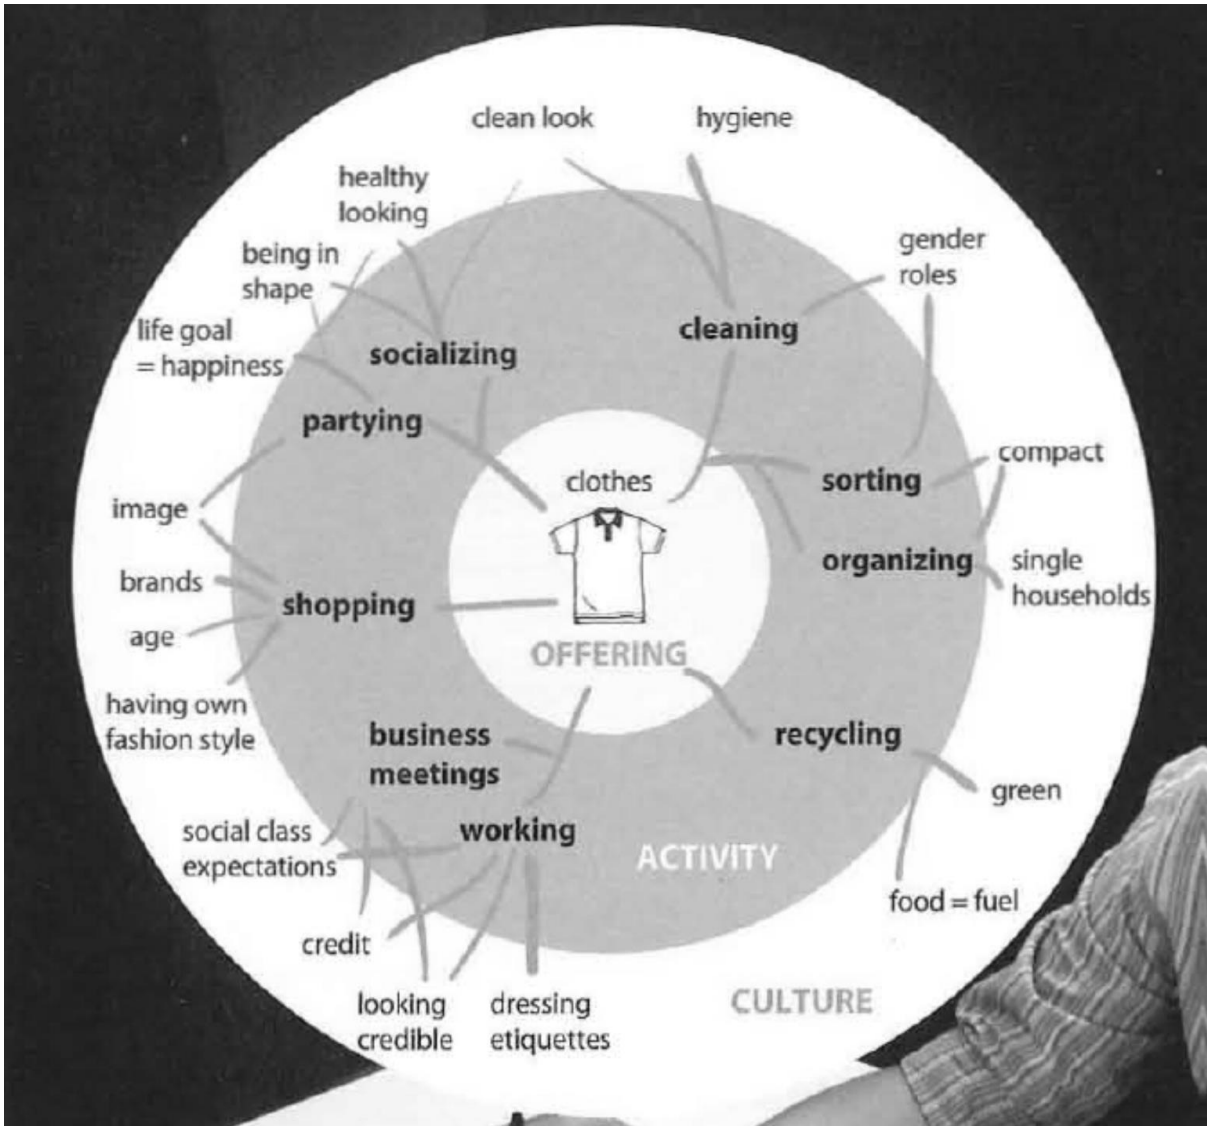 clean look
hygiene
healthy
looking
being in
shape
life goal
= happiness
gender
roles
cleaning
socializing
partying
compact
clothes
sorting
image
organizing
single
households
brands
shopping
age
OFFERING
having own
fashion style
business
meetings
recycling
green
social class
expectations
working
ACTIVITY
food = fuel
credit
looking
credible
dressing
etiquettes
CULTURE